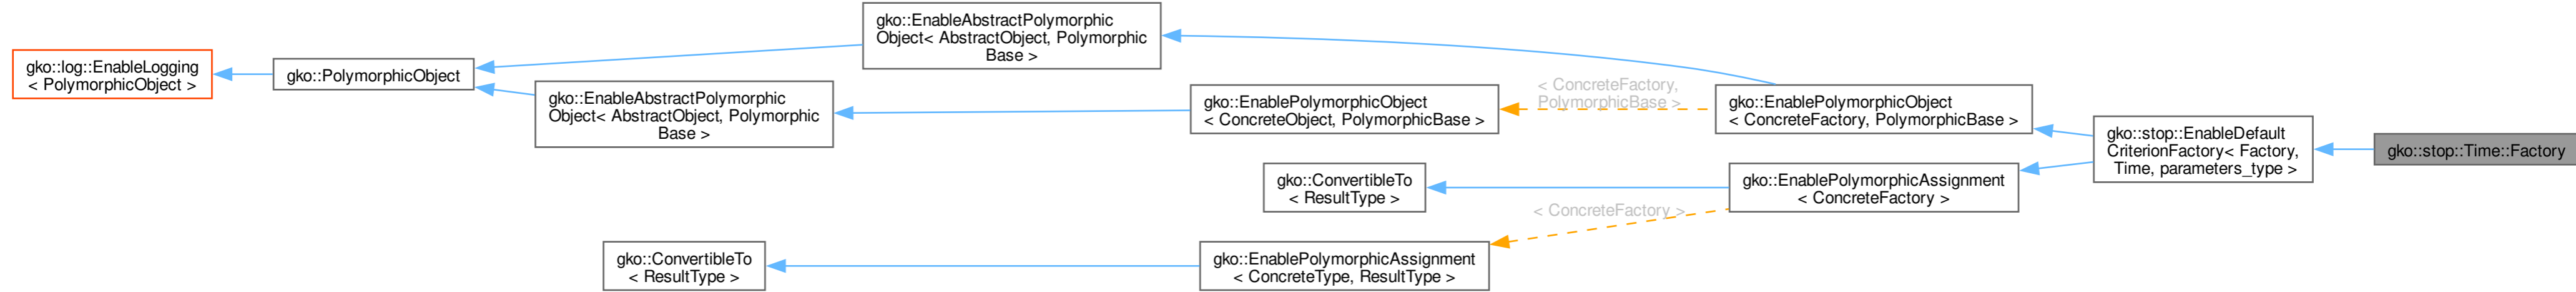 gko::log::EnableLogging
< PolymorphicObject >
gko::PolymorphicObject
gko::EnableAbstractPolymorphic
Object< AbstractObject, Polymorphic
Base >
gko::EnableAbstractPolymorphic
Object< AbstractObject, Polymorphic
Base >
gko::EnablePolymorphicObject
< ConcreteObject, PolymorphicBase >
< ConcreteFactory,
PolymorphicBase >
gko::EnablePolymorphicObject
< ConcreteFactory, PolymorphicBase >
gko::ConvertibleTo
< ResultType >
gko::EnablePolymorphicAssignment
< ConcreteFactory >
< ConcreteFactory >
gko::ConvertibleTo
< ResultType >
gko::EnablePolymorphicAssignment
< ConcreteType, ResultType >
gko::stop::EnableDefault
CriterionFactory< Factory,
Time, parameters_type >
gko::stop::Time::Factory